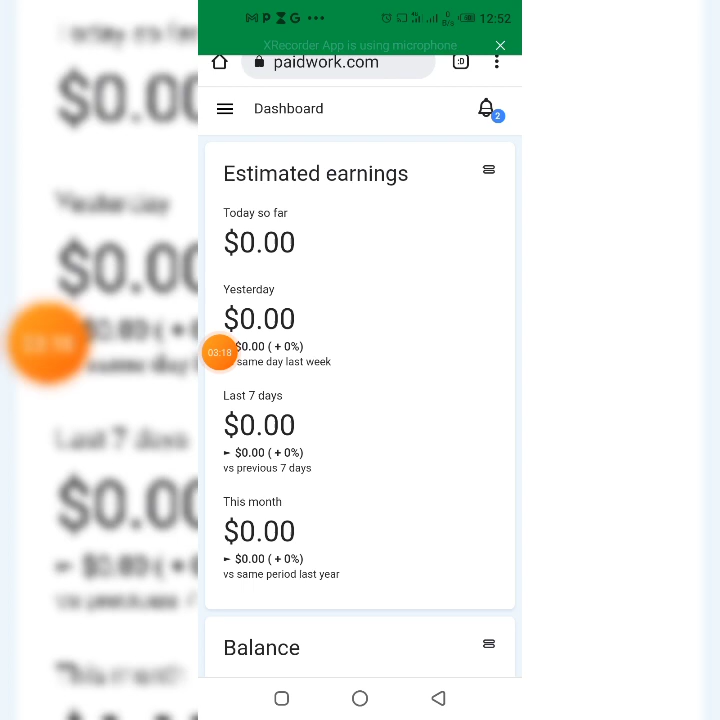 12:52
XRecorder App is using microphone
paidwork.com
:D
Dashboard
2
Estimated earnings
Today so far
$0.00
Yesterday
$0.00
$0.00 ( + 0%)
03:18
same day last week
Last 7 days
$0.00
► $0.00 ( + 0%)
vs previous 7 days
This month
$0.00
► $0.00 ( + 0%)
vs same period last year
Balance